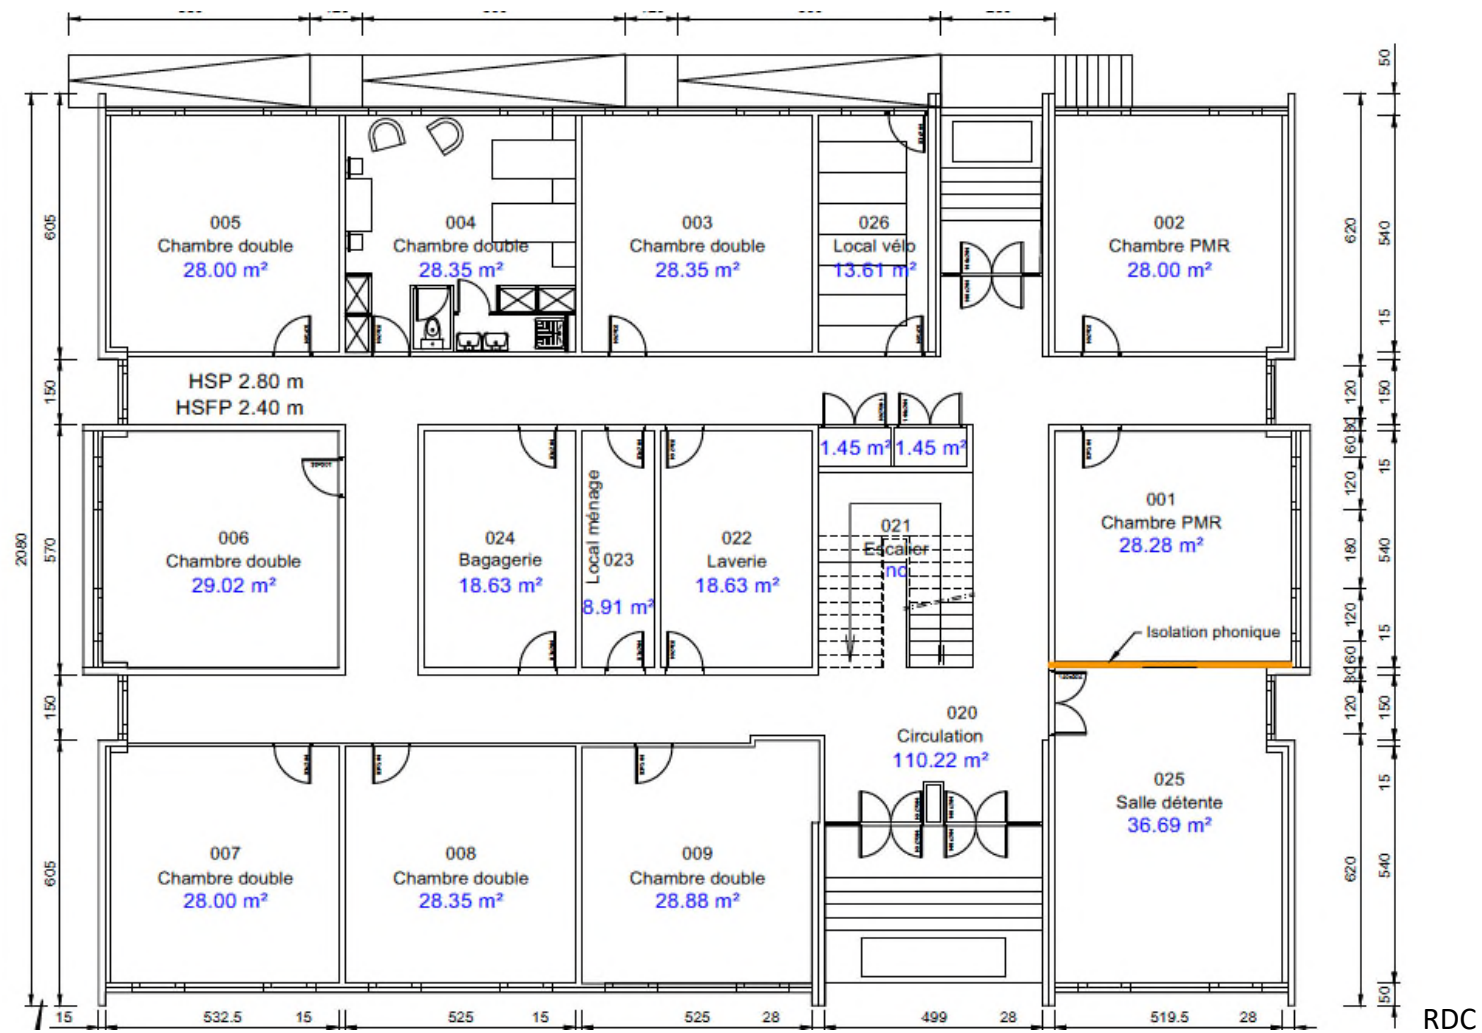 005
Chambre double
28.00 m²
004
Chambre double
28.35 m²
003
Chambre double
28.35 m²
026
Local vélo
13.61 m²
002
Chambre PMR
28.00 m²
HSP 2.80 m
HSFP 2.40 m
1.45 m²
1.45 m²
006
Chambre double
29.02 m²
024
Bagagerie
18.63 m²
Local ménage
023
8.91 m²
022
Laverie
18.63 m²
021
Escalier
nd
001
Chambre PMR
28.28 m²
Isolation phonique
020
Circulation
110.22 m²
025
Salle détente
36.69 m²
007
Chambre double
28.00 m²
008
Chambre double
28.35 m²
009
Chambre double
28.88 m²
2080
605
150
570
150
605
620
120
30
60
120
180
120
60
30
120
620
50
540
15
150
15
540
15
150
15
540
50
15
532.5
15
525
15
525
28
499
28
519.5
28
RDC